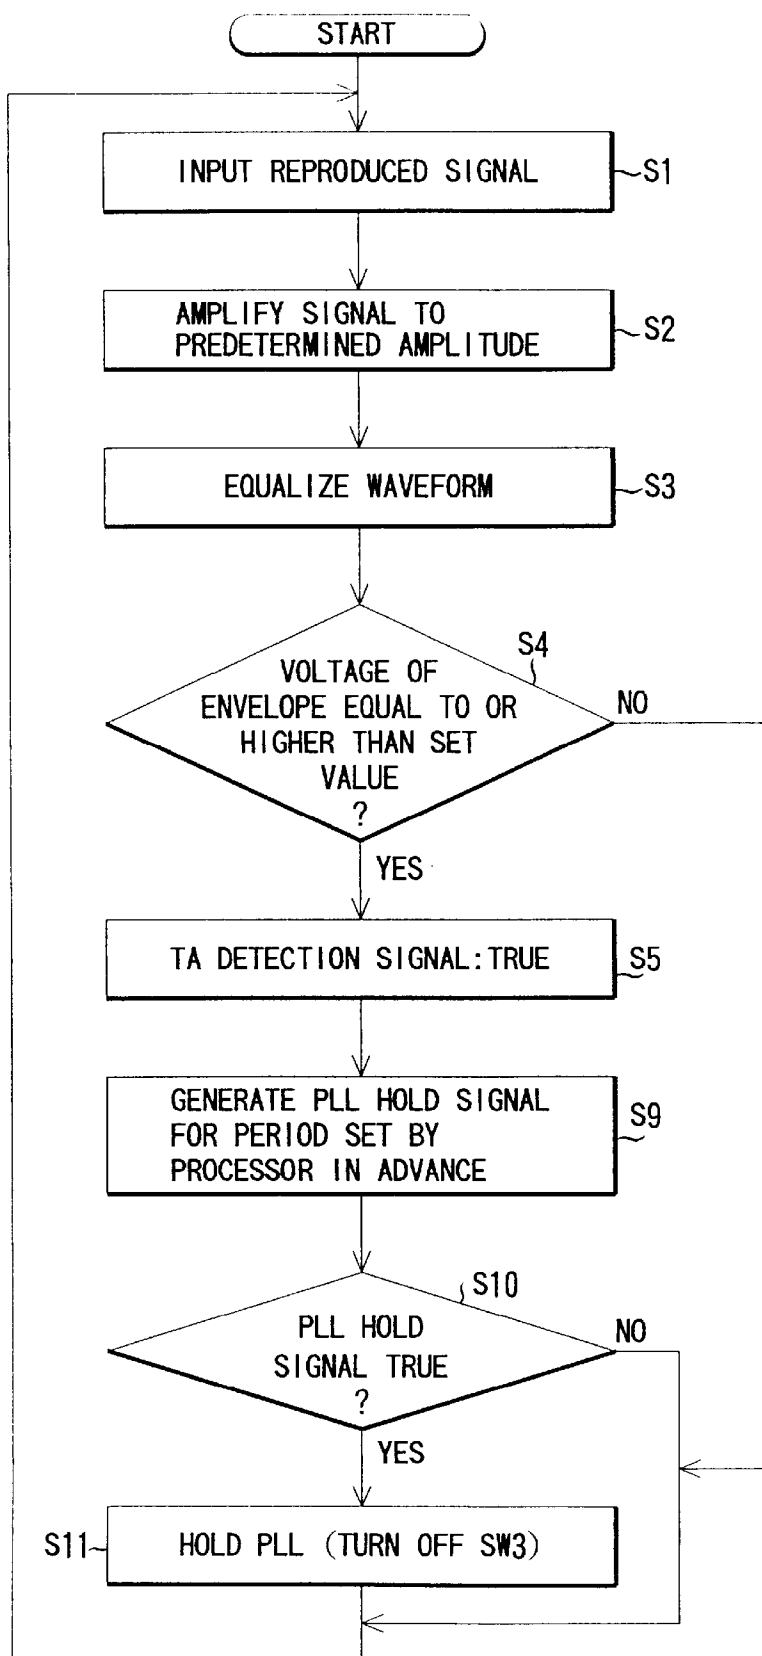 START
INPUT REPRODUCED SIGNAL
S1
AMPLIFY SIGNAL TO
PREDETERMINED AMPLITUDE
S2
EQUALIZE WAVEFORM
S3
S4
VOLTAGE OF
ENVELOPE EQUAL TO OR
HIGHER THAN SET
VALUE
?
NO
YES
TA DETECTION SIGNAL:TRUE
S5
GENERATE PLL HOLD SIGNAL
FOR PERIOD SET BY
PROCESSOR IN ADVANCE
S9
S10
PLL HOLD
SIGNAL TRUE
?
NO
YES
S11
HOLD PLL (TURN OFF SW3)